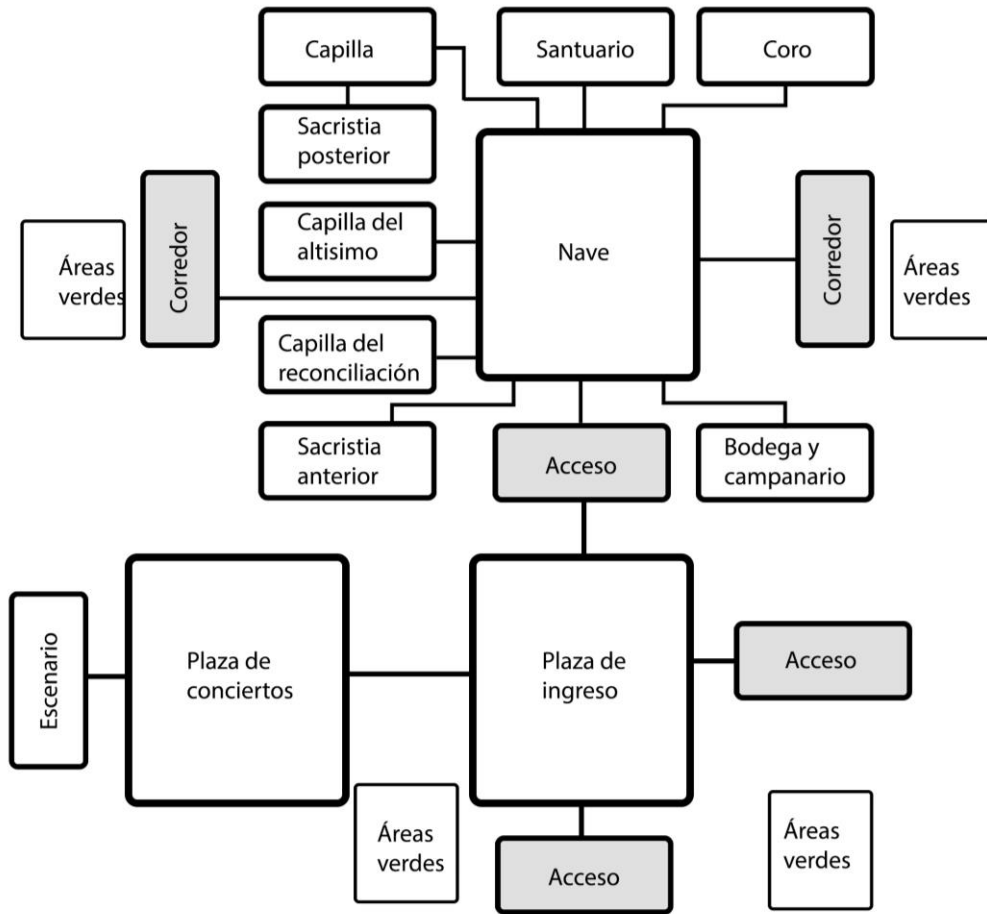 Capilla
Santuario
Coro
Sacristia
posterior
Capilla del
altisimo
Nave
Áreas
verdes
Corredor
Corredor
Áreas
verdes
Capilla del
reconciliación
Sacristia
anterior
Acceso
Bodega y
campanario
Escenario
Plaza de
conciertos
Plaza de
ingreso
Acceso
Áreas
verdes
Acceso
Áreas
verdes